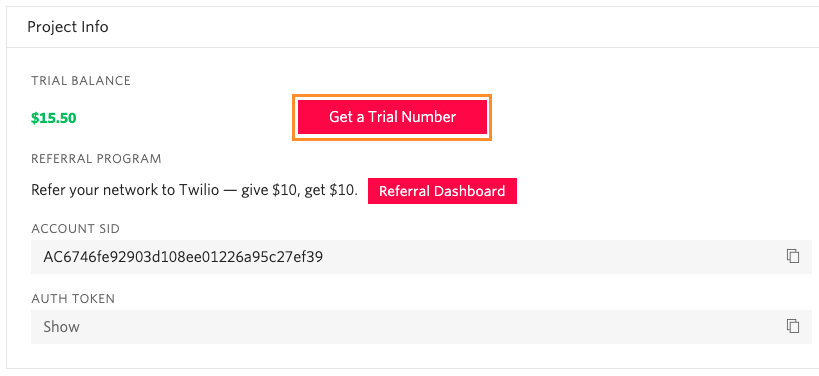 Project Info
TRIAL BALANCE
$15.50
Get a Trial Number
REFERRAL PROGRAM
Refer your network to Twilio — give $10, get $10.
Referral Dashboard
ACCOUNT SID
AC6746fe92903d108ee01226a95c27ef39
AUTH TOKEN
Show